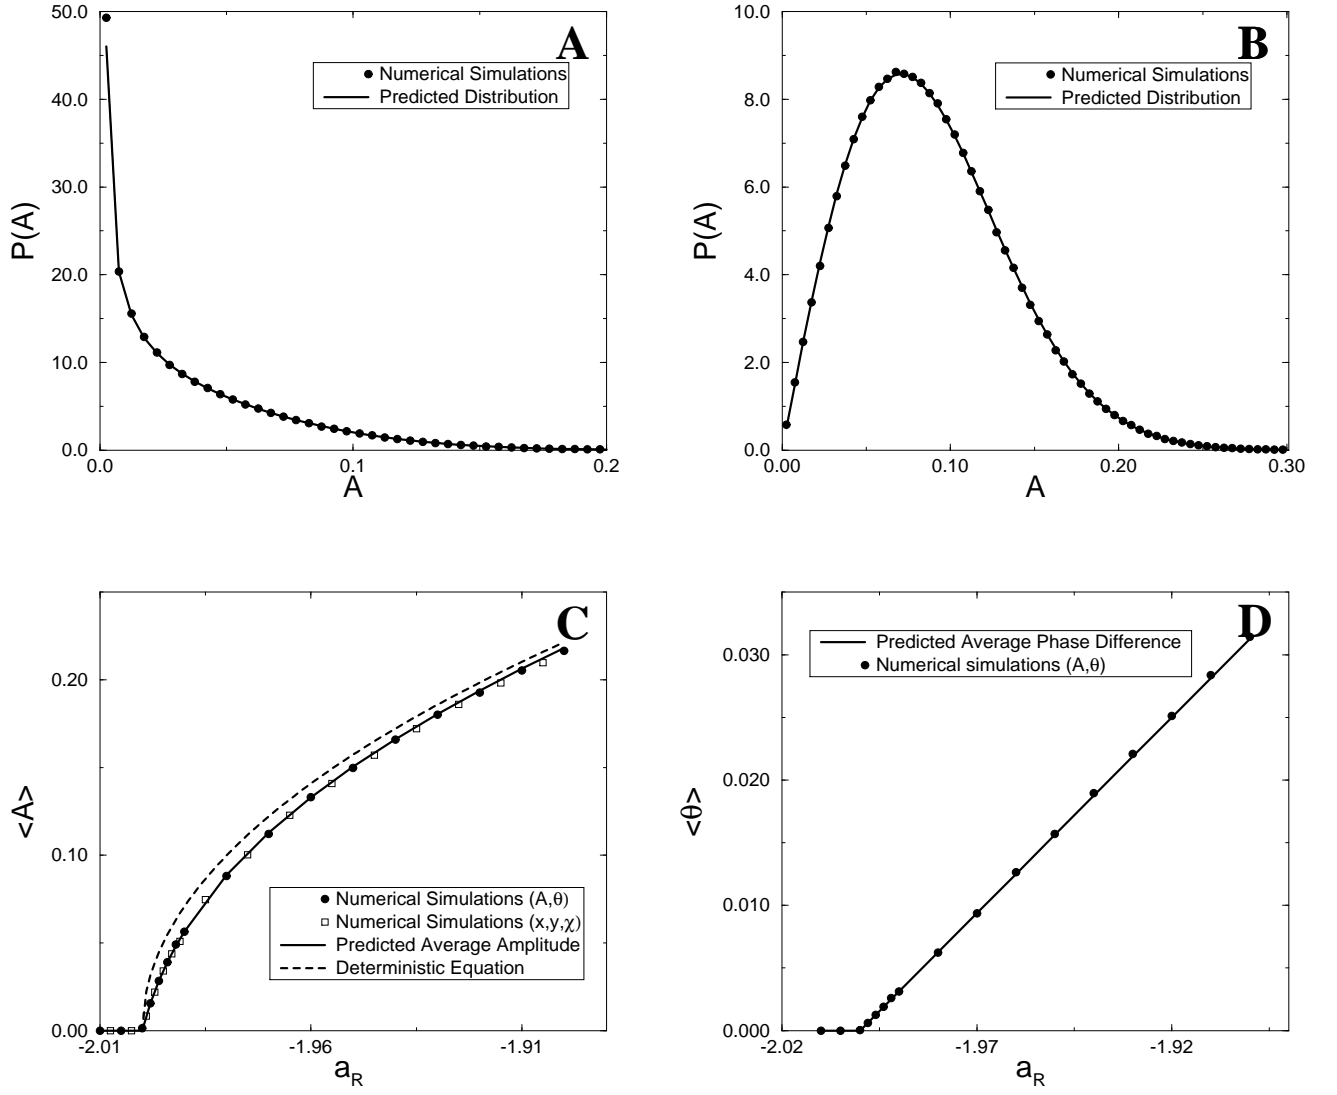 A
50.0
40.0
30.0
20.0
10.0
0.0
P(A)
Numerical Simulations
Predicted Distribution
0.0
0.1
0.2
A
B
10.0
8.0
6.0
4.0
2.0
0.0
P(A)
Numerical Simulations
Predicted Distribution
0.00
0.10
0.20
0.30
A
C
0.20
0.10
0.00
<A>
Numerical Simulations (A,θ)
Numerical Simulations (x,y,χ)
Predicted Average Amplitude
Deterministic Equation
-2.01
-1.96
-1.91
a_R
D
0.030
0.020
0.010
0.000
<θ>
Predicted Average Phase Difference
Numerical simulations (A,θ)
-2.02
-1.97
-1.92
a_R